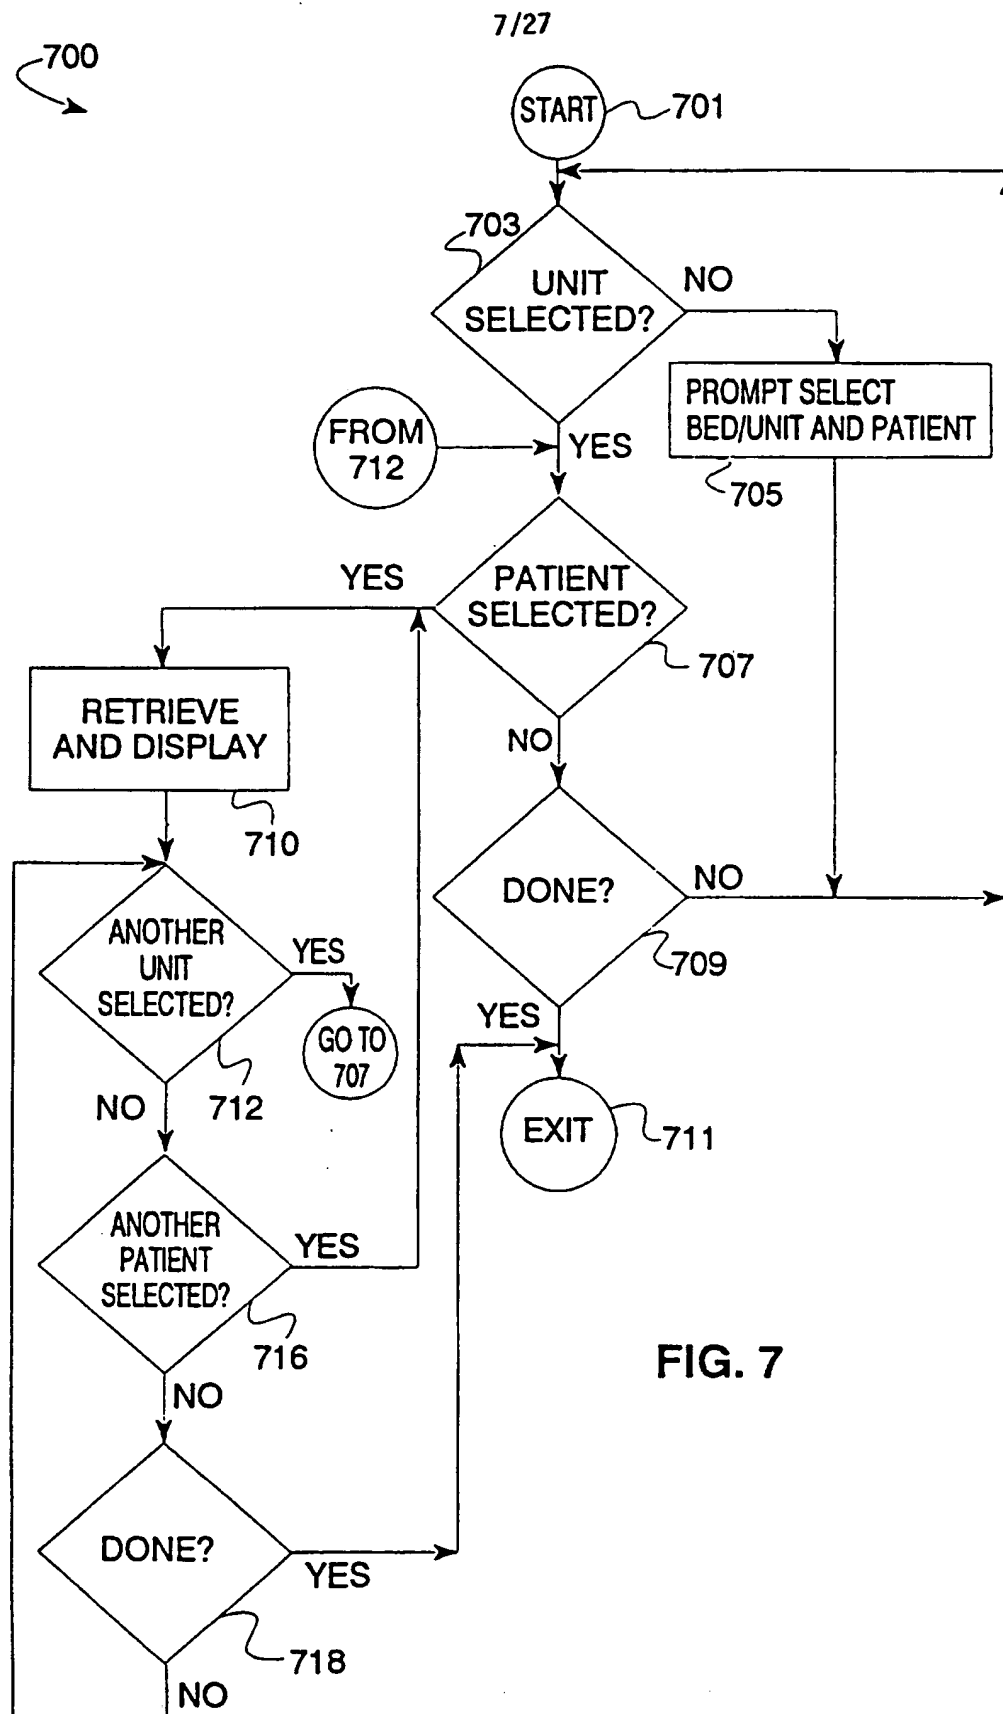 7/27
700
START
701
703
UNIT
SELECTED?
NO
PROMPT SELECT
BED/UNIT AND PATIENT
705
FROM
712
YES
PATIENT
SELECTED?
707
YES
RETRIEVE
AND DISPLAY
710
NO
DONE?
NO
709
ANOTHER
UNIT
SELECTED?
YES
GO TO
707
712
NO
YES
EXIT
711
ANOTHER
PATIENT
SELECTED?
YES
716
NO
FIG. 7
DONE?
YES
718
NO